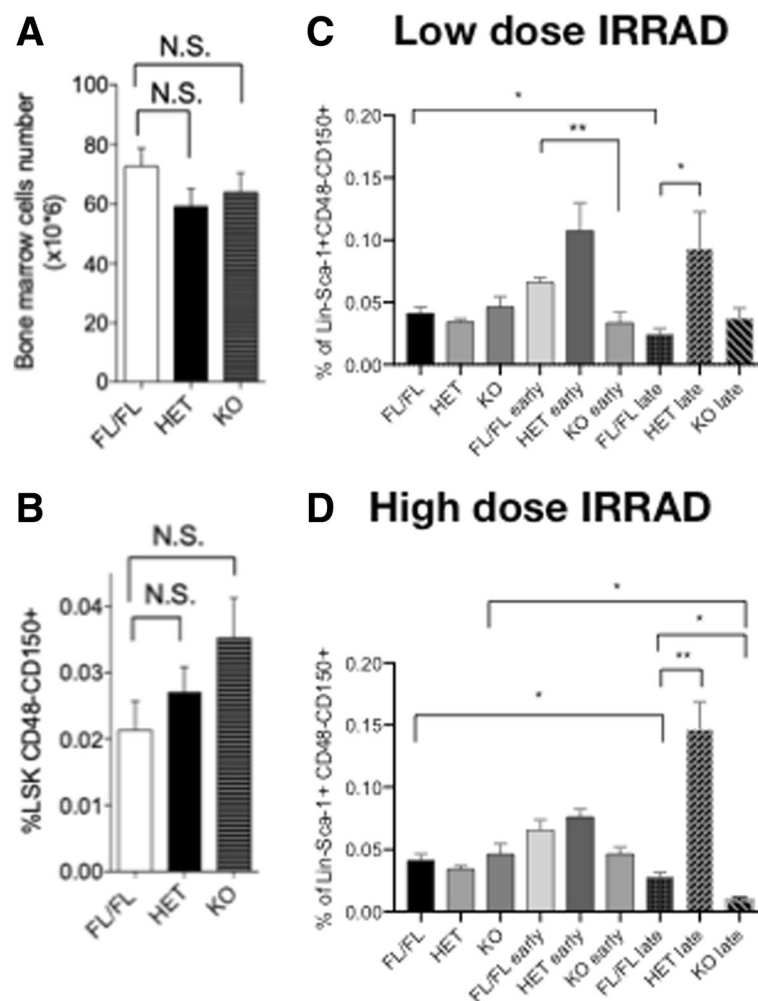 A
N.S.
N.S.
Bone marrow cells number
(x10*6)
100
80
60
40
20
0
FL/FL
HET
KO
B
N.S.
N.S.
%LSK CD48-CD150+
0.04
0.03
0.02
0.01
0.00
FL/FL
HET
KO
C Low dose IRRAD
% of Lin-Sca-1+CD48-CD150+
0.20
0.15
0.10
0.05
0.00
*
**
*
FL/FL
HET
KO
FL/FL early
HET early
KO early
FL/FL late
HET late
KO late
D High dose IRRAD
% of Lin-Sca-1+ CD48-CD150+
0.20
0.15
0.10
0.05
0.00
*
*
**
*
FL/FL
HET
KO
FL/FL early
HET early
KO early
FL/FL late
HET late
KO late